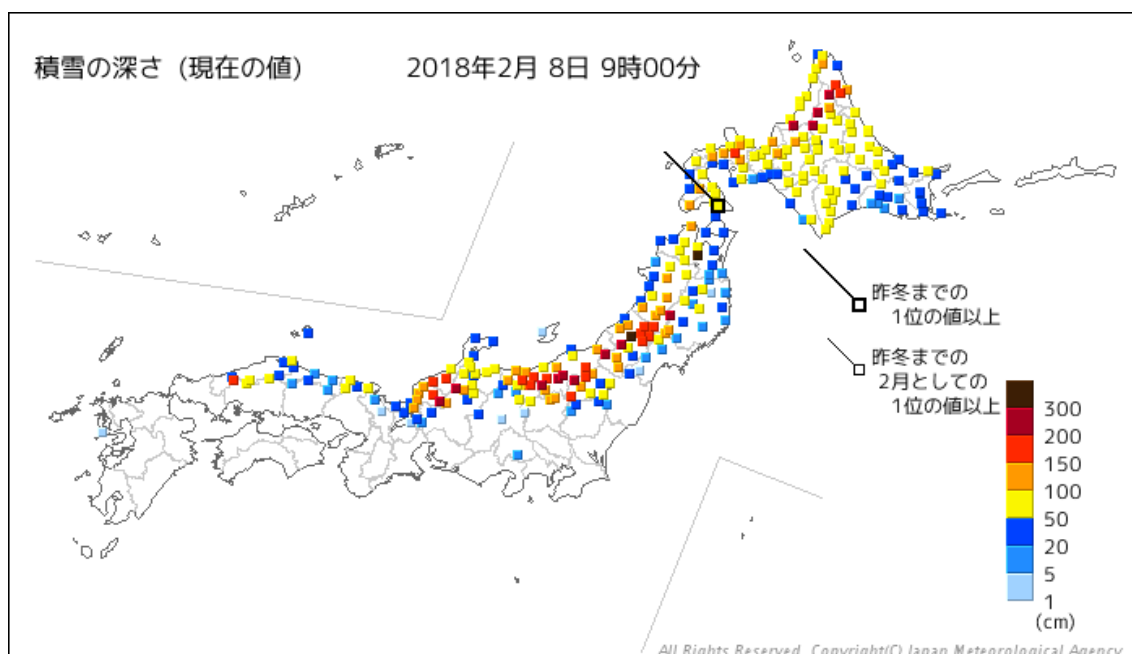 積雪の深さ (現在の値)
2018年2月 8日 9時00分
昨冬までの
1位の値以上
昨冬までの
2月としての
1位の値以上
300
200
150
100
50
20
5
1
(cm)
All Rights Reserved. Copyright(C) Japan Meteorological Agency